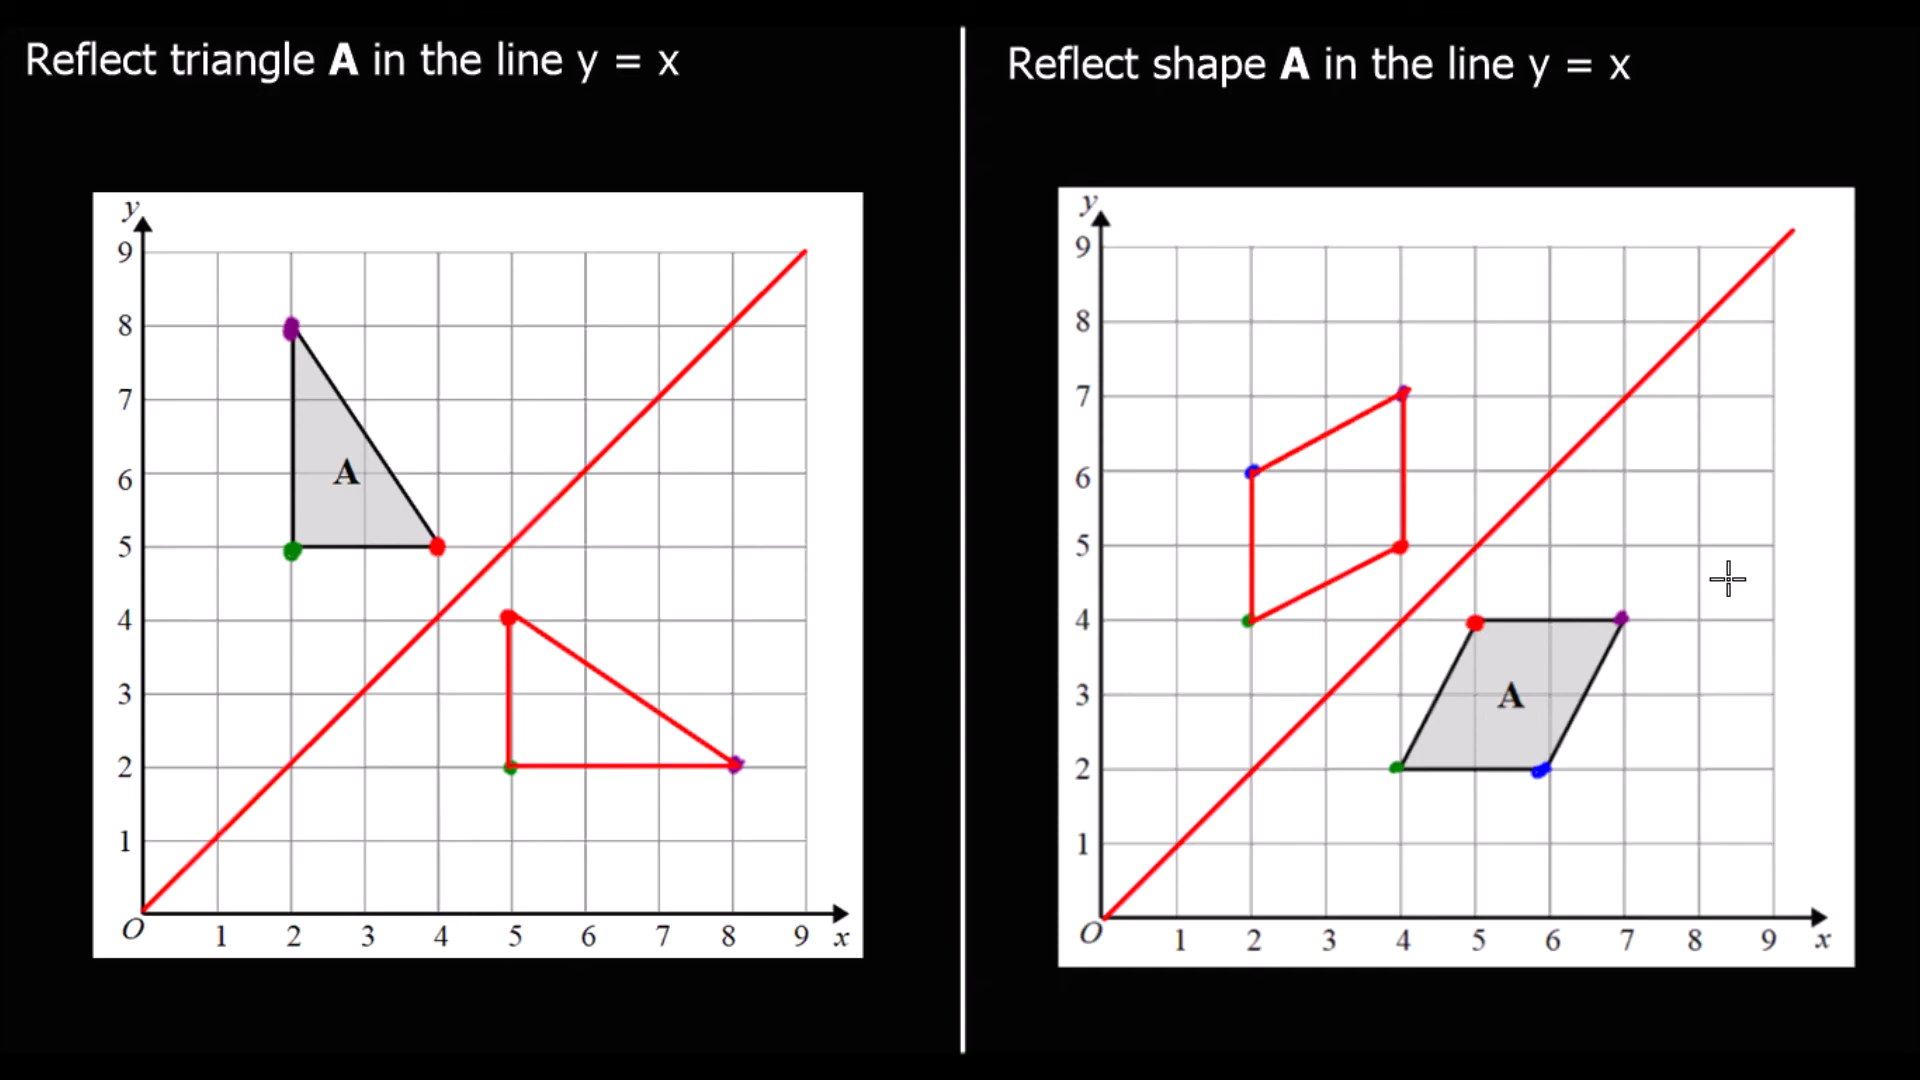 Reflect triangle A in the line y = x
y
9
8
7
6
5
4
3
2
1
A
O 1 2 3 4 5 6 7 8 9 x
Reflect shape A in the line y = x
y
9
8
7
6
5
4
3
2
1
A
O 1 2 3 4 5 6 7 8 9 x